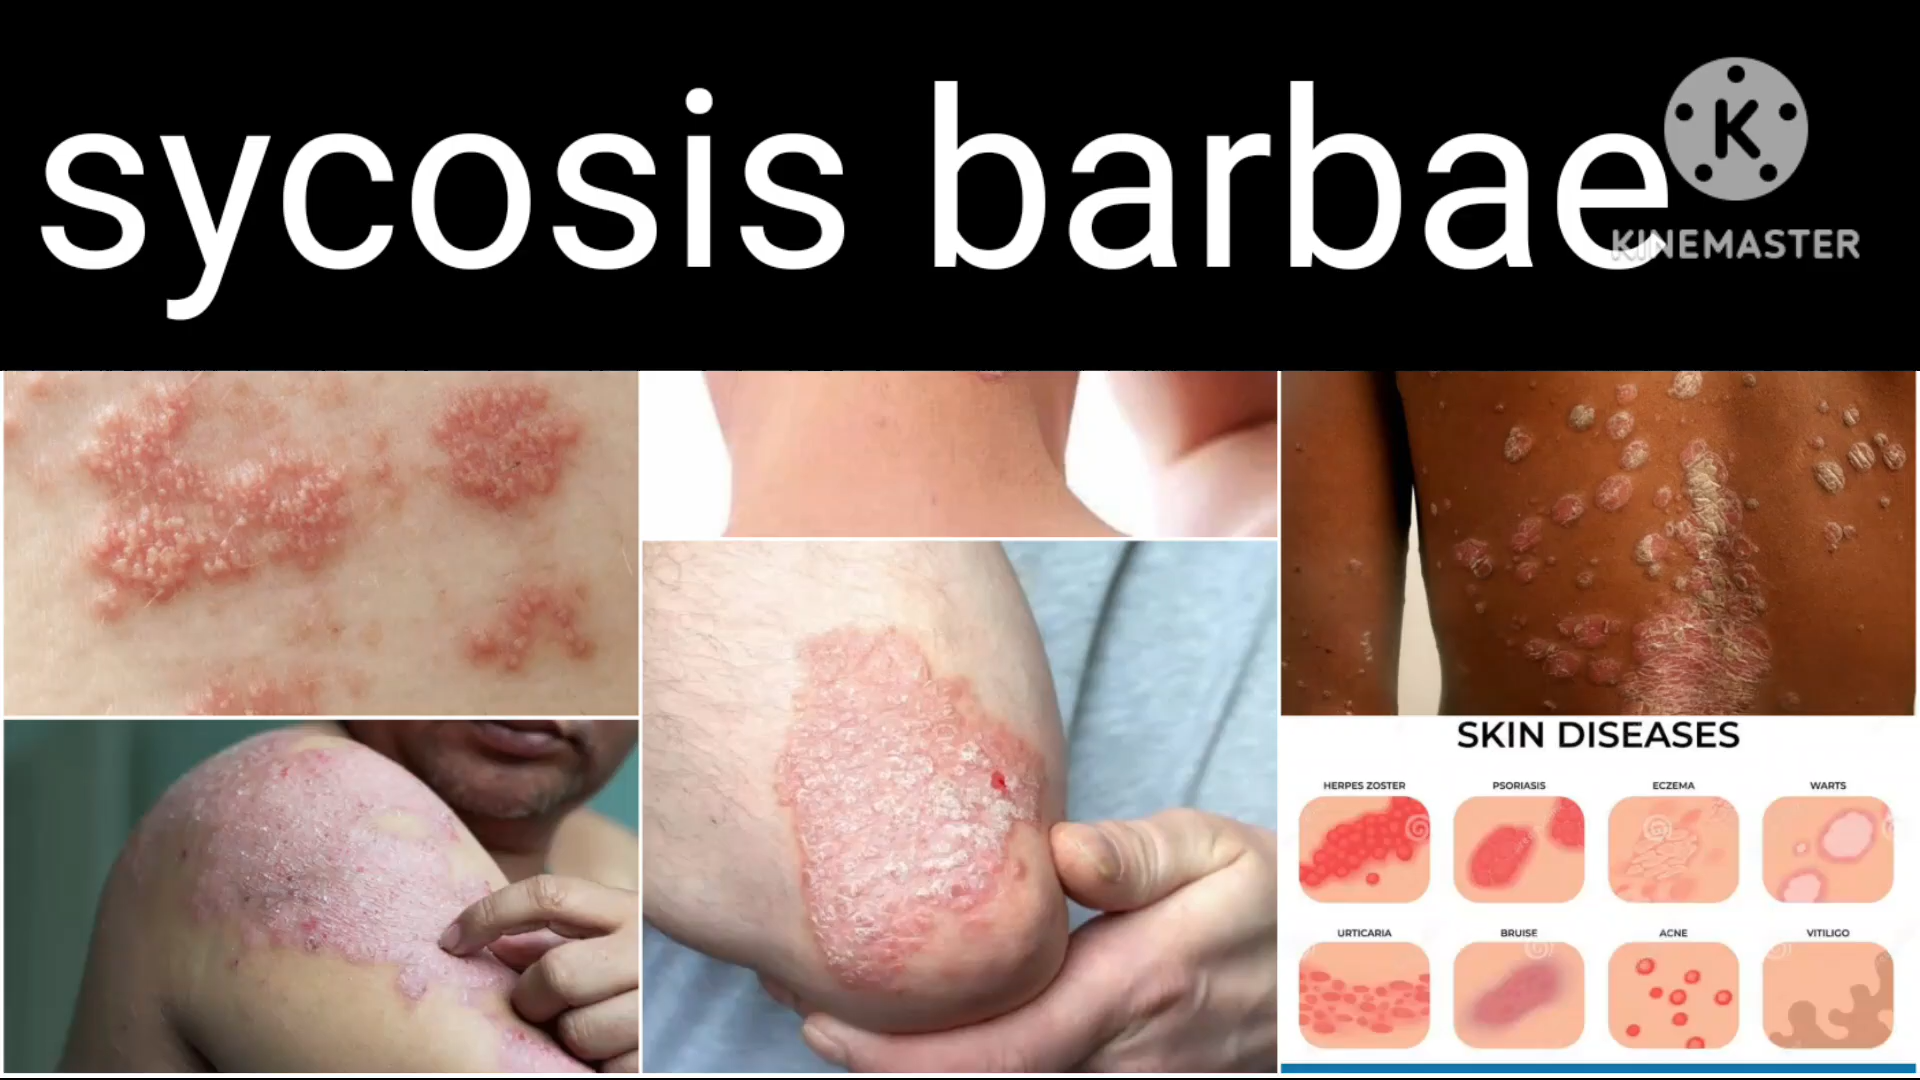 sycosis barbae
K
KINEMASTER
SKIN DISEASES
HERPES ZOSTER PSORIASIS ECZEMA WARTS
URTICARIA BRUISE ACNE VITILIGO